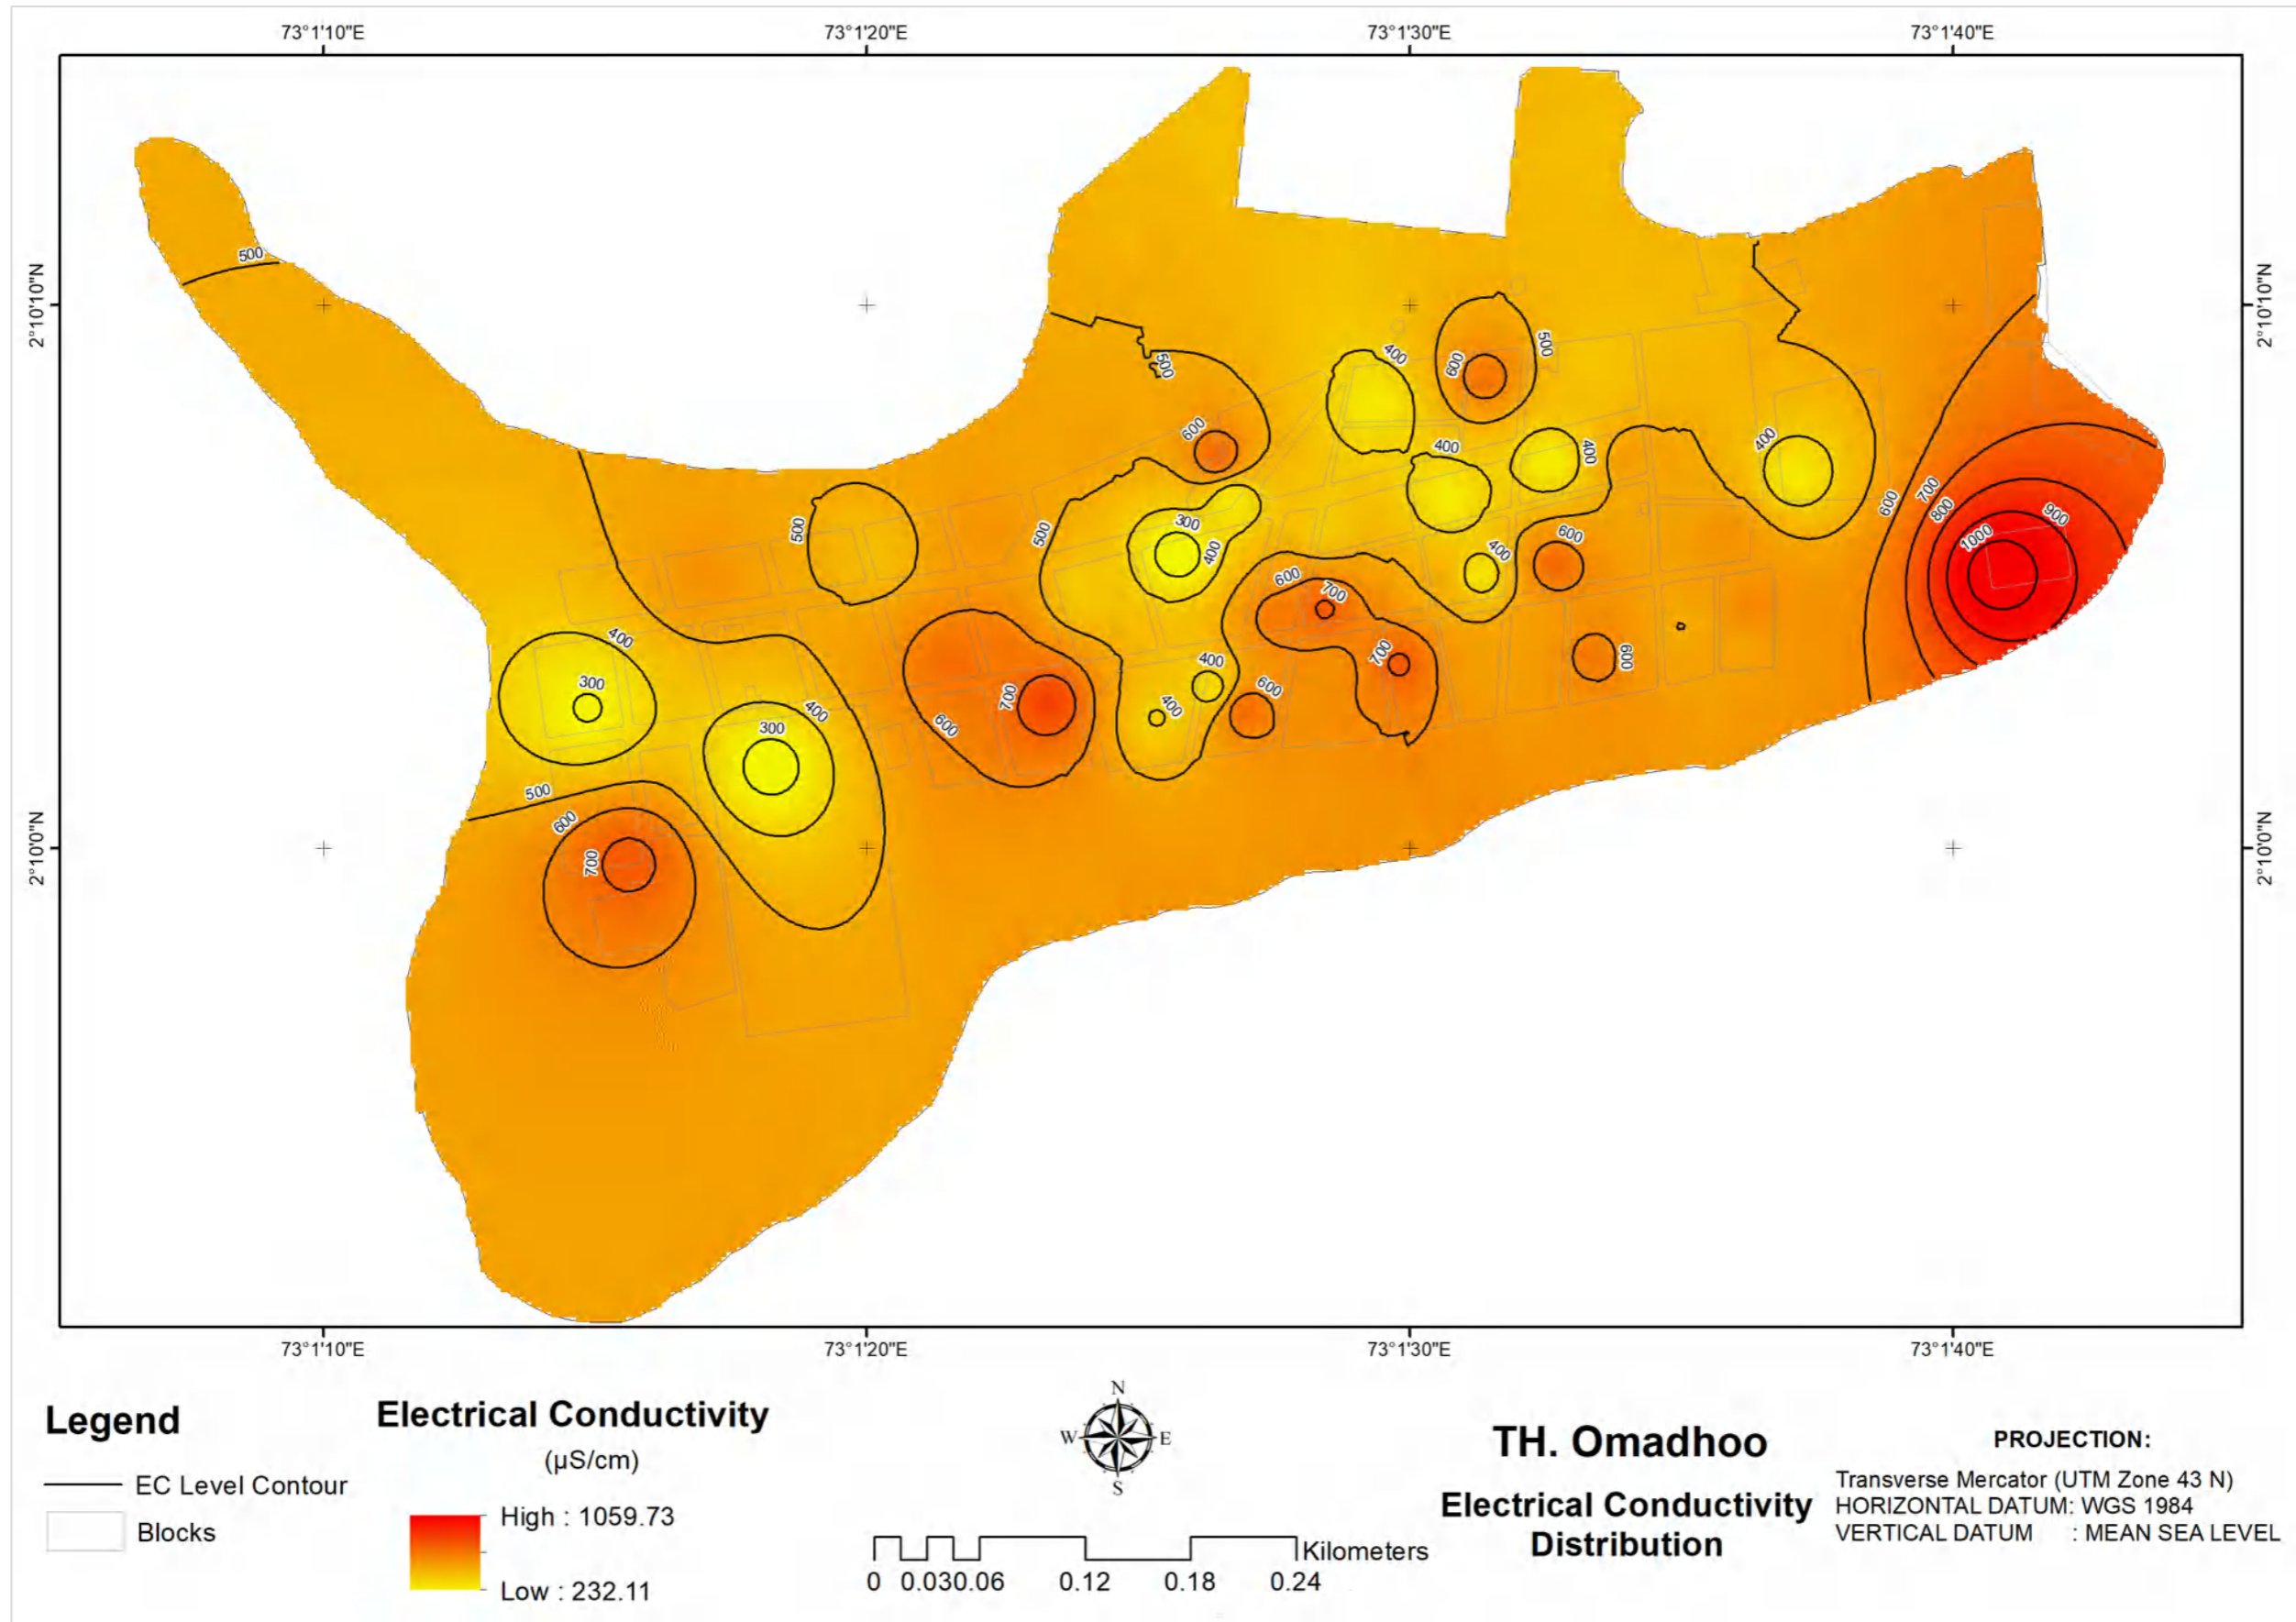 73°1'10"E 73°1'20"E 73°1'30"E 73°1'40"E
2°10'10"N 2°10'10"N
2°10'0"N 2°10'0"N
500
500
600
400
600
500
400
400
400
500
500
300
400
400
600
400
600
700
800
900
1000
600
700
700
400
400
600
600
400
300
400
300
600
700
500
600
700
73°1'10"E 73°1'20"E 73°1'30"E 73°1'40"E
Legend
EC Level Contour
Blocks
Electrical Conductivity
(µS/cm)
High : 1059.73
Low : 232.11
N
W E
S
Kilometers
0 0.030.06 0.12 0.18 0.24
TH. Omadhoo
Electrical Conductivity
Distribution
PROJECTION:
Transverse Mercator (UTM Zone 43 N)
HORIZONTAL DATUM: WGS 1984
VERTICAL DATUM : MEAN SEA LEVEL